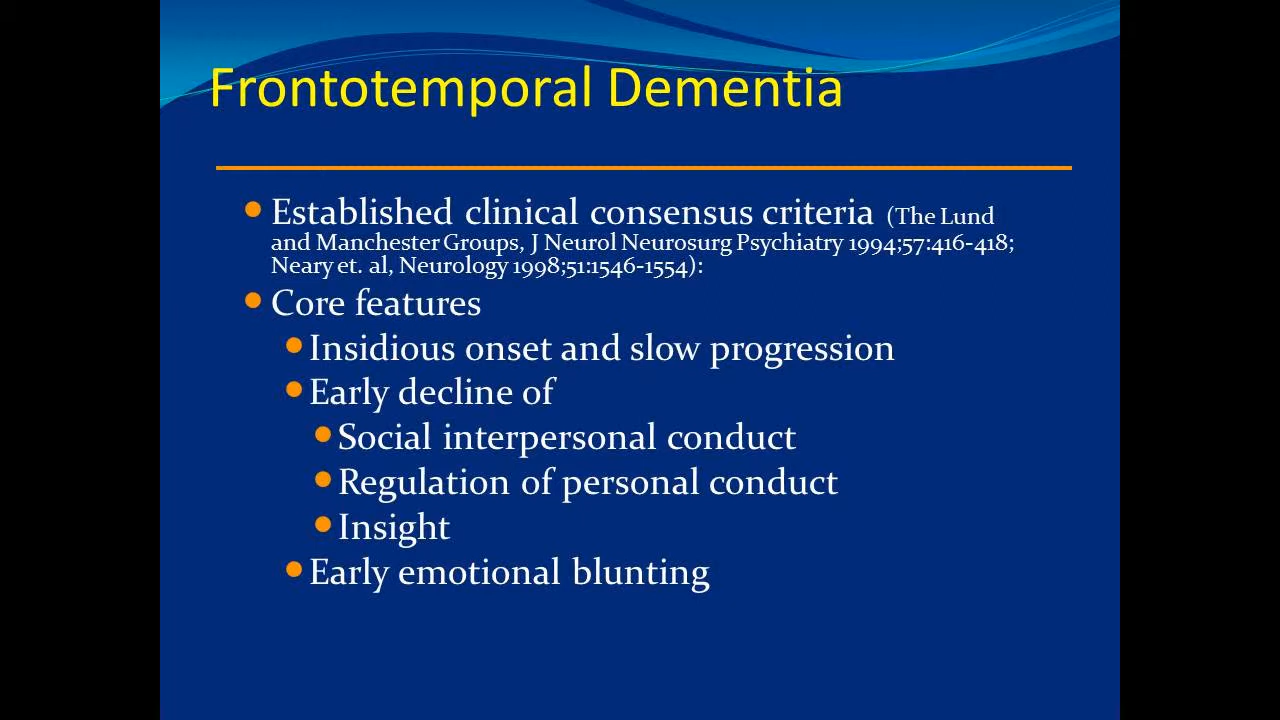 Frontotemporal Dementia
• Established clinical consensus criteria (The Lund
and Manchester Groups, J Neurol Neurosurg Psychiatry 1994;57:416-418;
Neary et. al, Neurology 1998;51:1546-1554):
• Core features
• Insidious onset and slow progression
• Early decline of
• Social interpersonal conduct
• Regulation of personal conduct
• Insight
• Early emotional blunting